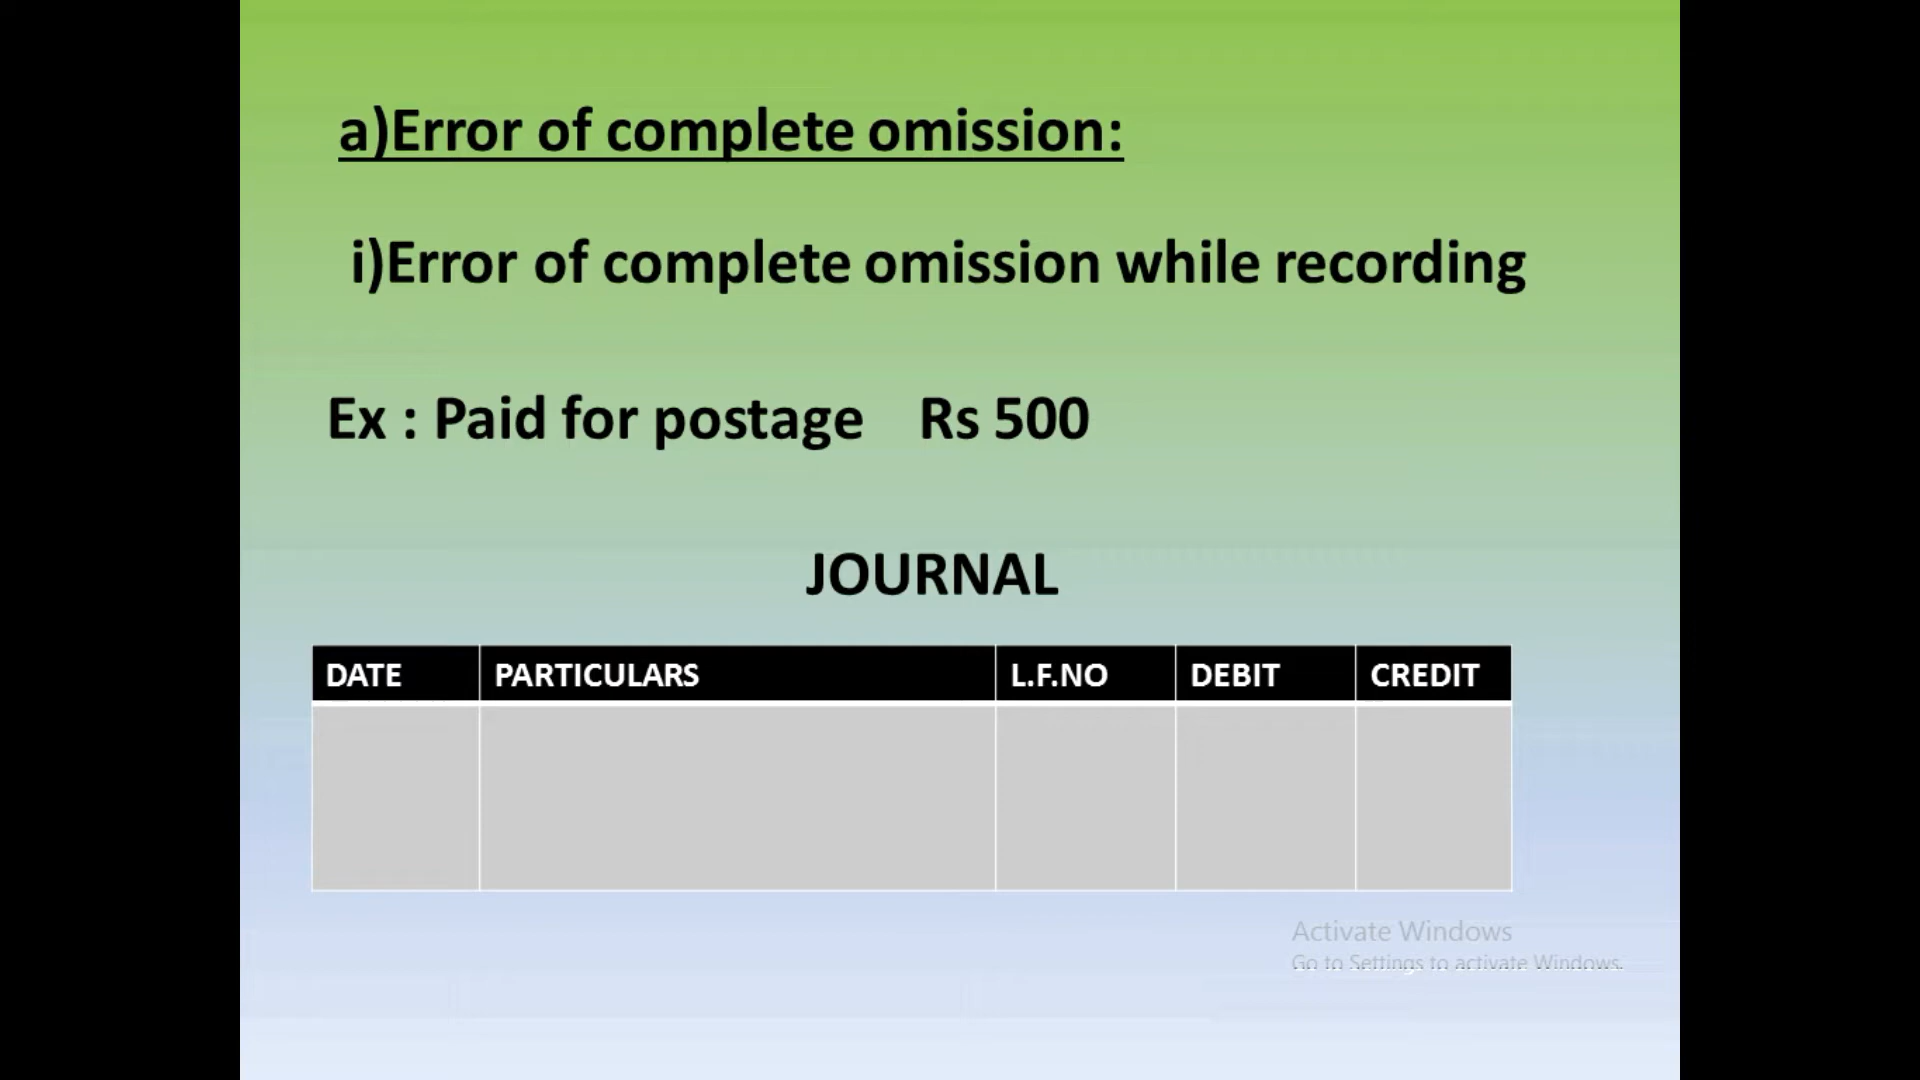 a)Error of complete omission:
i)Error of complete omission while recording
Ex : Paid for postage Rs 500
JOURNAL
DATE PARTICULARS L.F.NO DEBIT CREDIT
Activate Windows
Go to Settings to activate Windows.